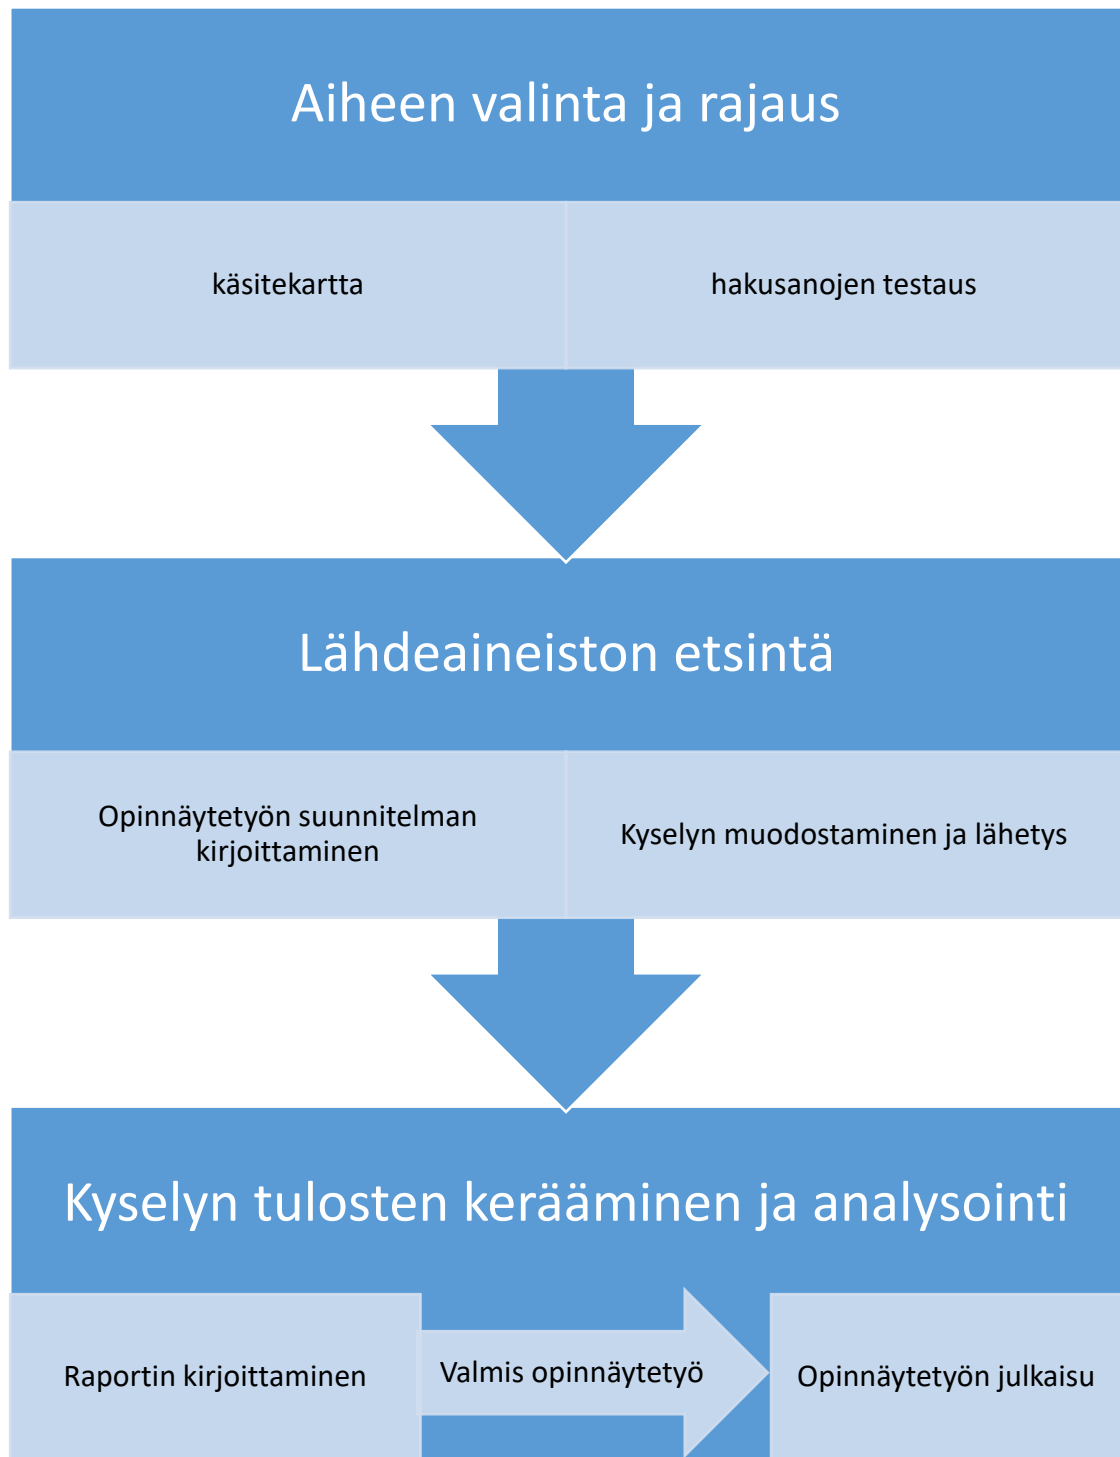 Aiheen valinta ja rajaus
käsitekartta
hakusanojen testaus
Lähdeaineiston etsintä
Opinnäytetyön suunnitelman
kirjoittaminen
Kyselyn muodostaminen ja lähetys
Kyselyn tulosten kerääminen ja analysointi
Raportin kirjoittaminen
Valmis opinnäytetyö
Opinnäytetyön julkaisu